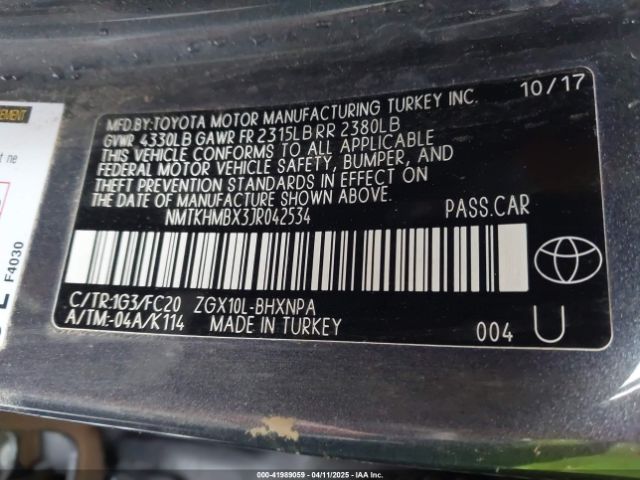 MFD.BY:TOYOTA MOTOR MANUFACTURING TURKEY INC. 10/17
GVWR 4330LB GAWR FR 2315LB RR 2380LB
THIS VEHICLE CONFORMS TO ALL APPLICABLE
FEDERAL MOTOR VEHICLE SAFETY, BUMPER, AND
THEFT PREVENTION STANDARDS IN EFFECT ON
THE DATE OF MANUFACTURE SHOWN ABOVE.
NMTKHMBX3JR042534 PASS.CAR
C/TR:1G3/FC20 ZGX10L-BHXNPA
A/TM:-04A/K114 MADE IN TURKEY 004 U
t ne
F4030
000-41989059 - 04/11/2025 - IAAI.CA